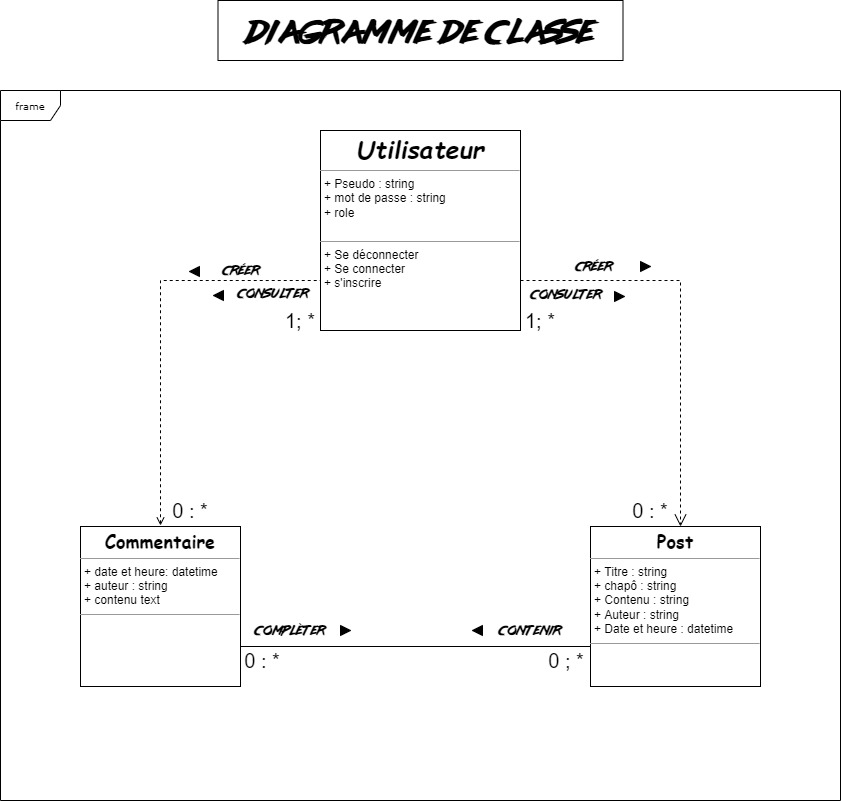 DIAGRAMME DE CLASSE
frame
Utilisateur
+ Pseudo : string
+ mot de passe : string
+ role
+ Se déconnecter
+ Se connecter
+ s'inscrire
CRÉER
CONSULTER
1; *
CRÉER
CONSULTER
1; *
0 : *
0 : *
Commentaire
+ date et heure: datetime
+ auteur : string
+ contenu text
Post
+ Titre : string
+ chapô : string
+ Contenu : string
+ Auteur : string
+ Date et heure : datetime
COMPLÈTER
CONTENIR
0 : *
0 ; *